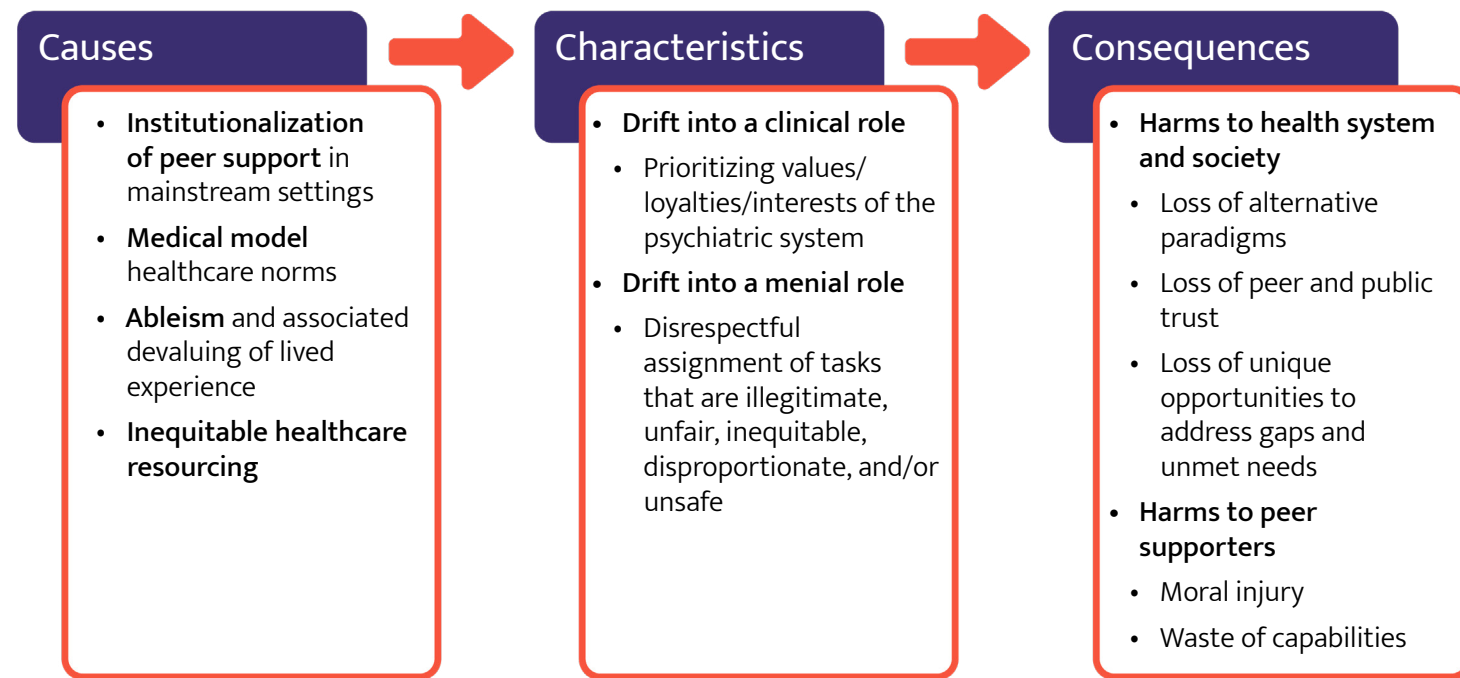 Causes
• Institutionalization
of peer support in
mainstream settings
• Medical model
healthcare norms
• Ableism and associated
devaluing of lived
experience
• Inequitable healthcare
resourcing
Characteristics
• Drift into a clinical role
• Prioritizing values/
loyalties/interests of the
psychiatric system
• Drift into a menial role
• Disrespectful
assignment of tasks
that are illegitimate,
unfair, inequitable,
disproportionate, and/or
unsafe
Consequences
• Harms to health system
and society
• Loss of alternative
paradigms
• Loss of peer and public
trust
• Loss of unique
opportunities to
address gaps and
unmet needs
• Harms to peer
supporters
• Moral injury
• Waste of capabilities